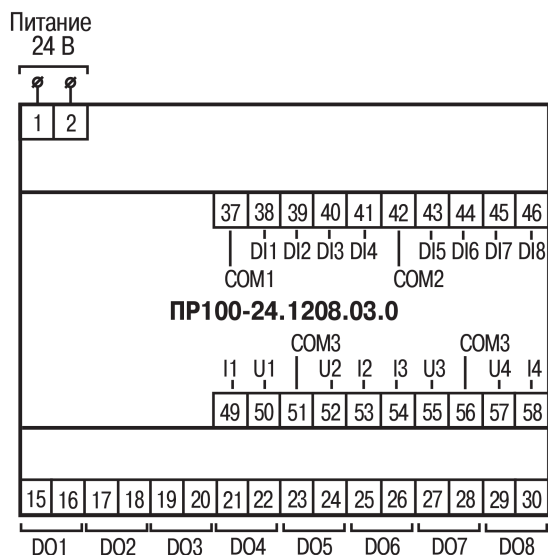 Питание
24 В
1 2
37 38 39 40 41 42 43 44 45 46
DI1 DI2 DI3 DI4 DI5 DI6 DI7 DI8
COM1 COM2
ПР100-24.1208.03.0
COM3 COM3
I1 U1 U2 I2 I3 U3 U4 I4
49 50 51 52 53 54 55 56 57 58
15 16 17 18 19 20 21 22 23 24 25 26 27 28 29 30
DO1 DO2 DO3 DO4 DO5 DO6 DO7 DO8